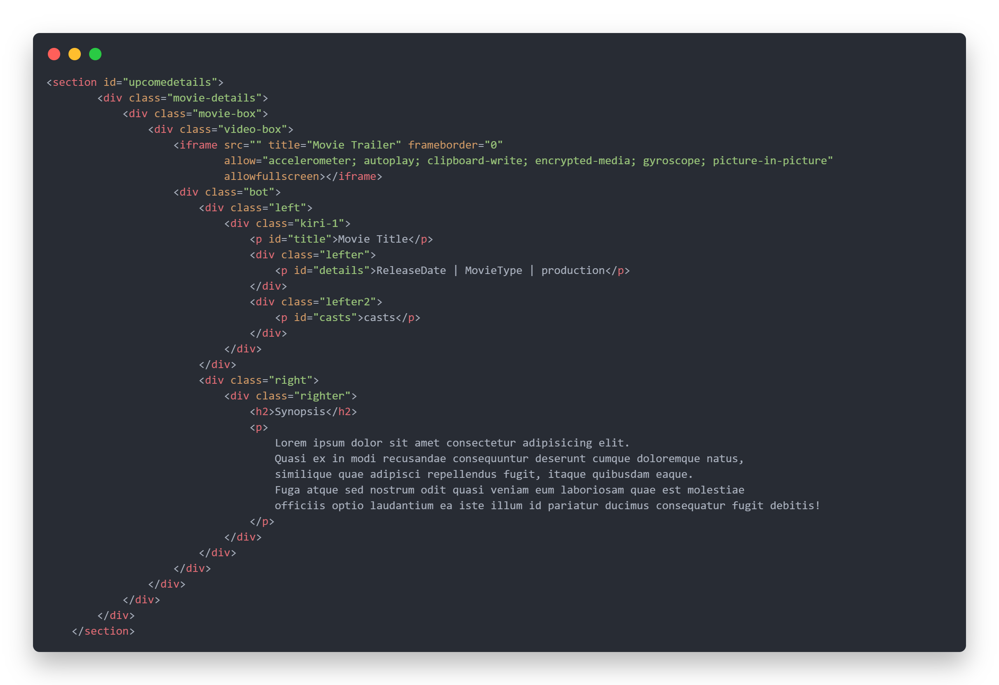 <section id="upcomedetails">
        <div class="movie-details">
            <div class="movie-box">
                <div class="video-box">
                    <iframe src="" title="Movie Trailer" frameborder="0"
                            allow="accelerometer; autoplay; clipboard-write; encrypted-media; gyroscope; picture-in-picture"
                            allowfullscreen></iframe>
                    <div class="bot">
                        <div class="left">
                            <div class="kiri-1">
                                <p id="title">Movie Title</p>
                                <div class="lefter">
                                    <p id="details">ReleaseDate | MovieType | production</p>
                                </div>
                                <div class="lefter2">
                                    <p id="casts">casts</p>
                                </div>
                            </div>
                        </div>
                        <div class="right">
                            <div class="righter">
                                <h2>Synopsis</h2>
                                <p>
                                    Lorem ipsum dolor sit amet consectetur adipisicing elit.
                                    Quasi ex in modi recusandae consequuntur deserunt cumque doloremque natus,
                                    similique quae adipisci repellendus fugit, itaque quibusdam eaque.
                                    Fuga atque sed nostrum odit quasi veniam eum laboriosam quae est molestiae
                                    officiis optio laudantium ea iste illum id pariatur ducimus consequatur fugit debitis!
                                </p>
                            </div>
                        </div>
                    </div>
                </div>
            </div>
        </div>
    </section>